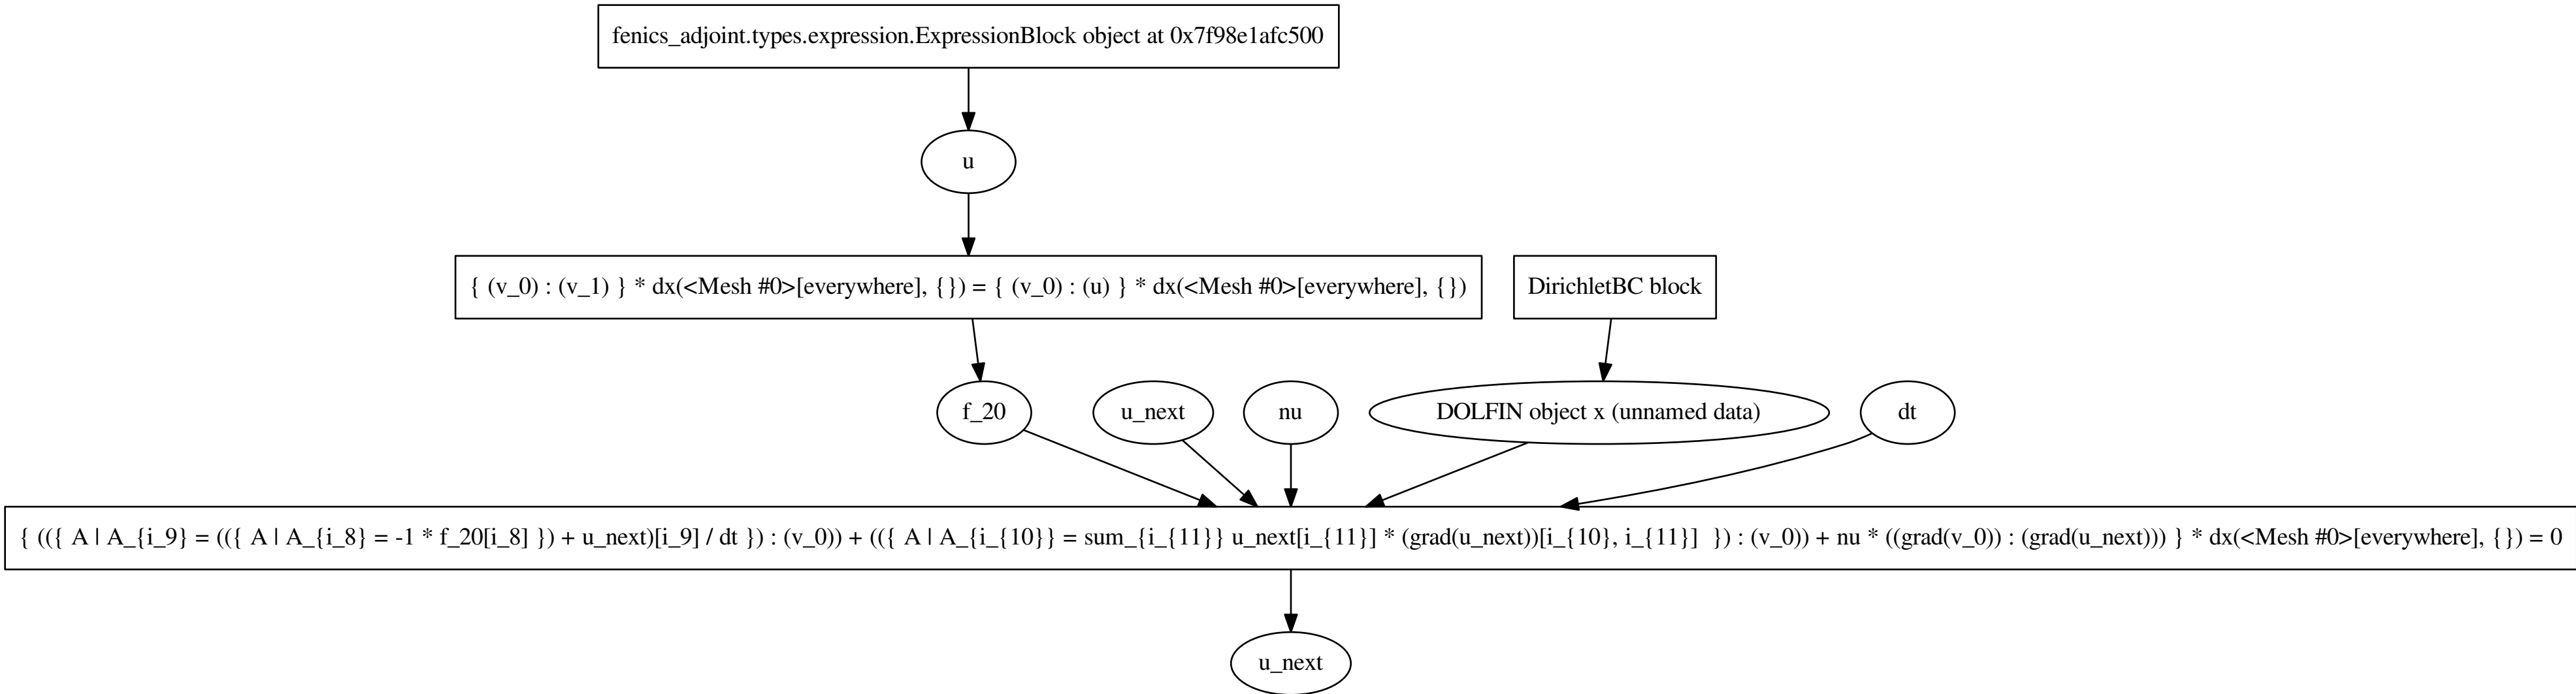 fenics_adjoint.types.expression.ExpressionBlock object at 0x7f98e1afc500
u
{ (v_0) : (v_1) } * dx(<Mesh #0>[everywhere], {}) = { (v_0) : (u) } * dx(<Mesh #0>[everywhere], {})
DirichletBC block
f_20
u_next
nu
DOLFIN object x (unnamed data)
dt
{ (({ A | A_{i_9} = (({ A | A_{i_8} = -1 * f_20[i_8] }) + u_next)[i_9] / dt }) : (v_0)) + (({ A | A_{i_{10}} = sum_{i_{11}} u_next[i_{11}] * (grad(u_next))[i_{10}, i_{11}]  }) : (v_0)) + nu * ((grad(v_0)) : (grad(u_next))) } * dx(<Mesh #0>[everywhere], {}) = 0
u_next